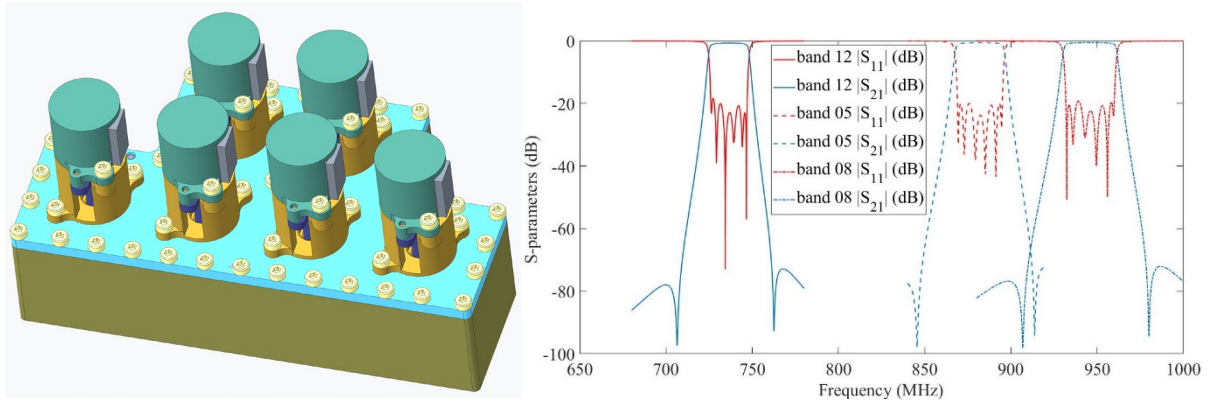 0
-20
-40
-60
-80
-100
S-parameters (dB)
band 12 |S11| (dB)
band 12 |S21| (dB)
band 05 |S11| (dB)
band 05 |S21| (dB)
band 08 |S11| (dB)
band 08 |S21| (dB)
650 700 750 800 850 900 950 1000
Frequency (MHz)